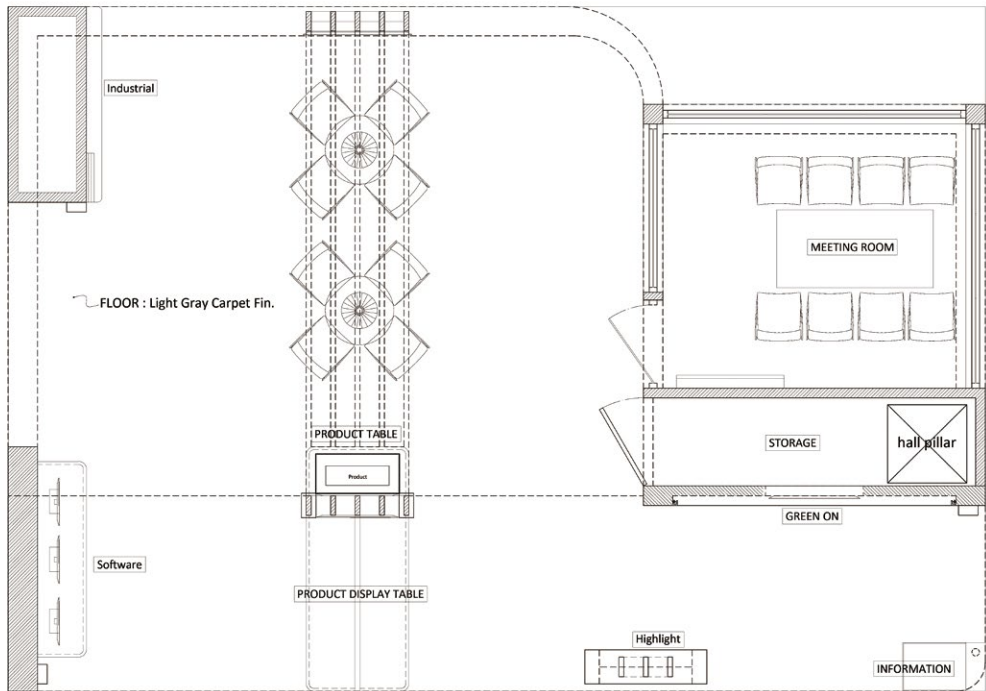 Industrial
MEETING ROOM
FLOOR : Light Gray Carpet Fin.
PRODUCT TABLE
STORAGE
hall pillar
Product
GREEN ON
Software
PRODUCT DISPLAY TABLE
Highlight
INFORMATION